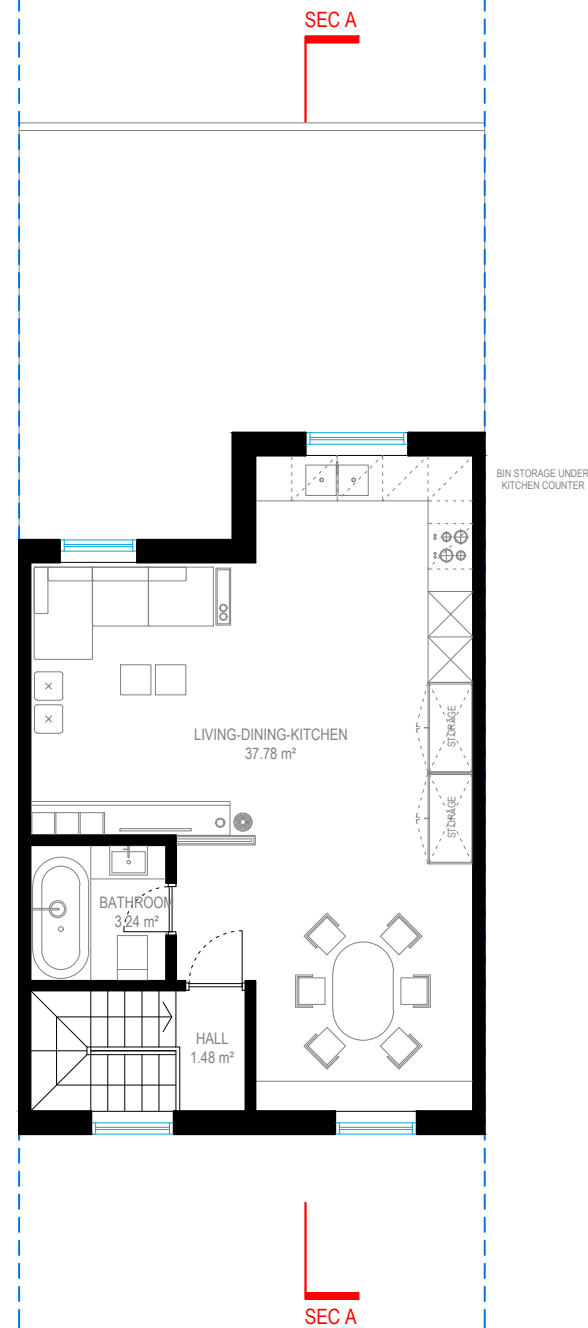 SEC A
BIN STORAGE UNDER
KITCHEN COUNTER
STORAGE
LIVING-DINING-KITCHEN
37.78 m²
STORAGE
BATHROOM
3.24 m²
HALL
1.48 m²
SEC A